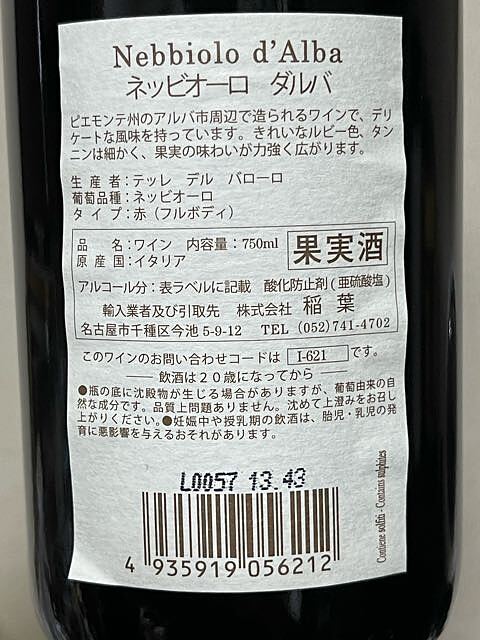 Nebbiolo d'Alba
ネッビオーロ ダルバ
ピエモンテ州のアルバ市周辺で造られるワインで、デリ
ケートな風味を持っています。きれいなルビー色、タン
ニンは細かく、果実の味わいが力強く広がります。
生産者：テッレ デル バローロ
葡萄品種：ネッビオーロ
タイプ：赤（フルボディ）
品名：ワイン 内容量：750ml
原産国：イタリア
果実酒
アルコール分：表ラベルに記載 酸化防止剤(亜硫酸塩)
輸入業者及び引取先 株式会社 稲葉
名古屋市千種区今池 5-9-12 TEL (052)741-4702
このワインのお問い合わせコードは I-621 です。
飲酒は２０歳になってから
●瓶の底に沈殿物が生じる場合がありますが、葡萄由来の自
然な成分です。品質上問題ありません。沈めて上澄みをお召し
上がりください。●妊娠中や授乳期の飲酒は、胎児・乳児の発
育に悪影響を与えるおそれがあります。
L0057 13.43
Contiene solfiti - Contains sulphites
4 935919 056212